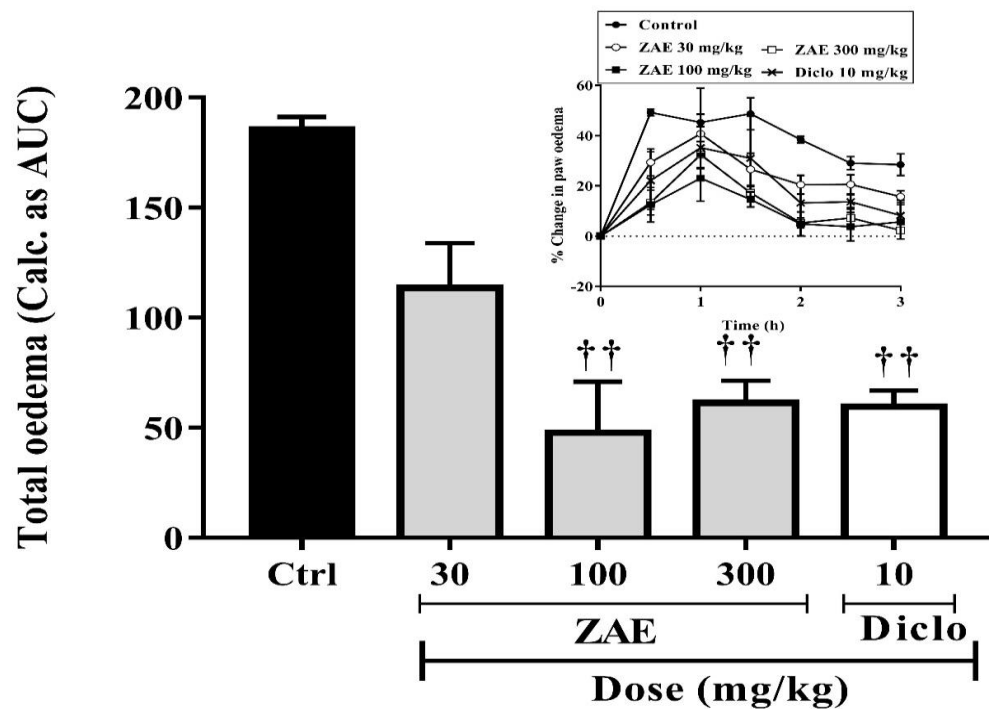 Control
ZAE 30 mg/kg
ZAE 300 mg/kg
ZAE 100 mg/kg
Diclo 10 mg/kg
60
40
20
0
-20
% Change in paw oedema
0 1 2 3
Time (h)
Total oedema (Calc. as AUC)
200
150
100
50
0
†† †† ††
Ctrl 30 100 300 10
ZAE Diclo
Dose (mg/kg)